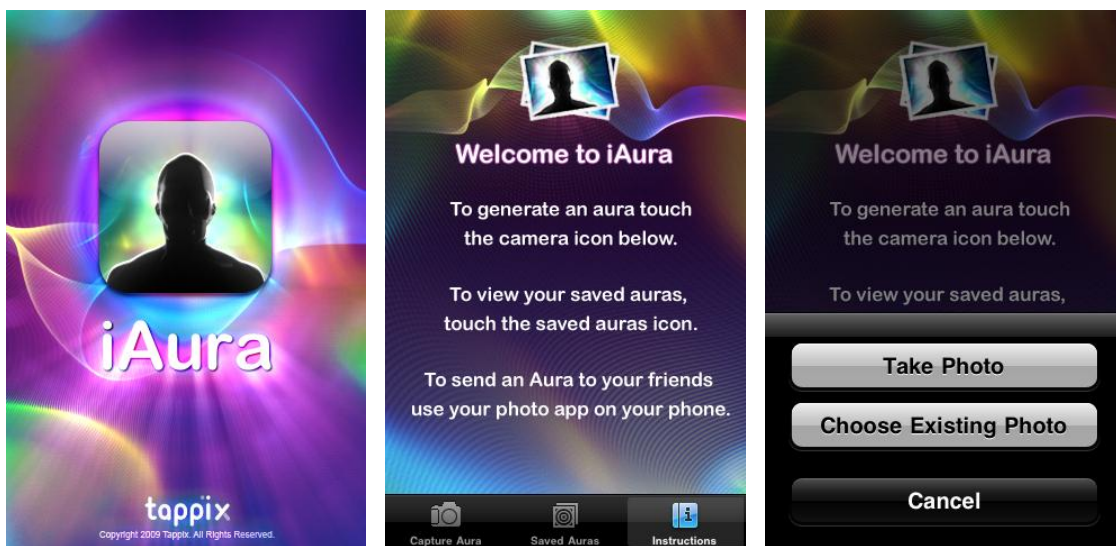 iAura
tappix
Copyright 2009 Tappix. All Rights Reserved.
Welcome to iAura
To generate an aura touch
the camera icon below.
To view your saved auras,
touch the saved auras icon.
To send an Aura to your friends
use your photo app on your phone.
Capture Aura
Saved Auras
Instructions
Welcome to iAura
To generate an aura touch
the camera icon below.
To view your saved auras,
Take Photo
Choose Existing Photo
Cancel